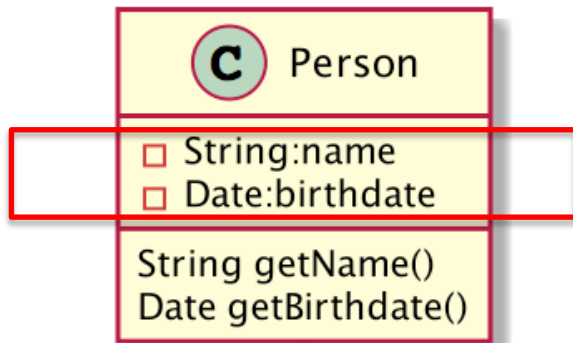 C Person
String:name
Date:birthdate
String getName()
Date getBirthdate()